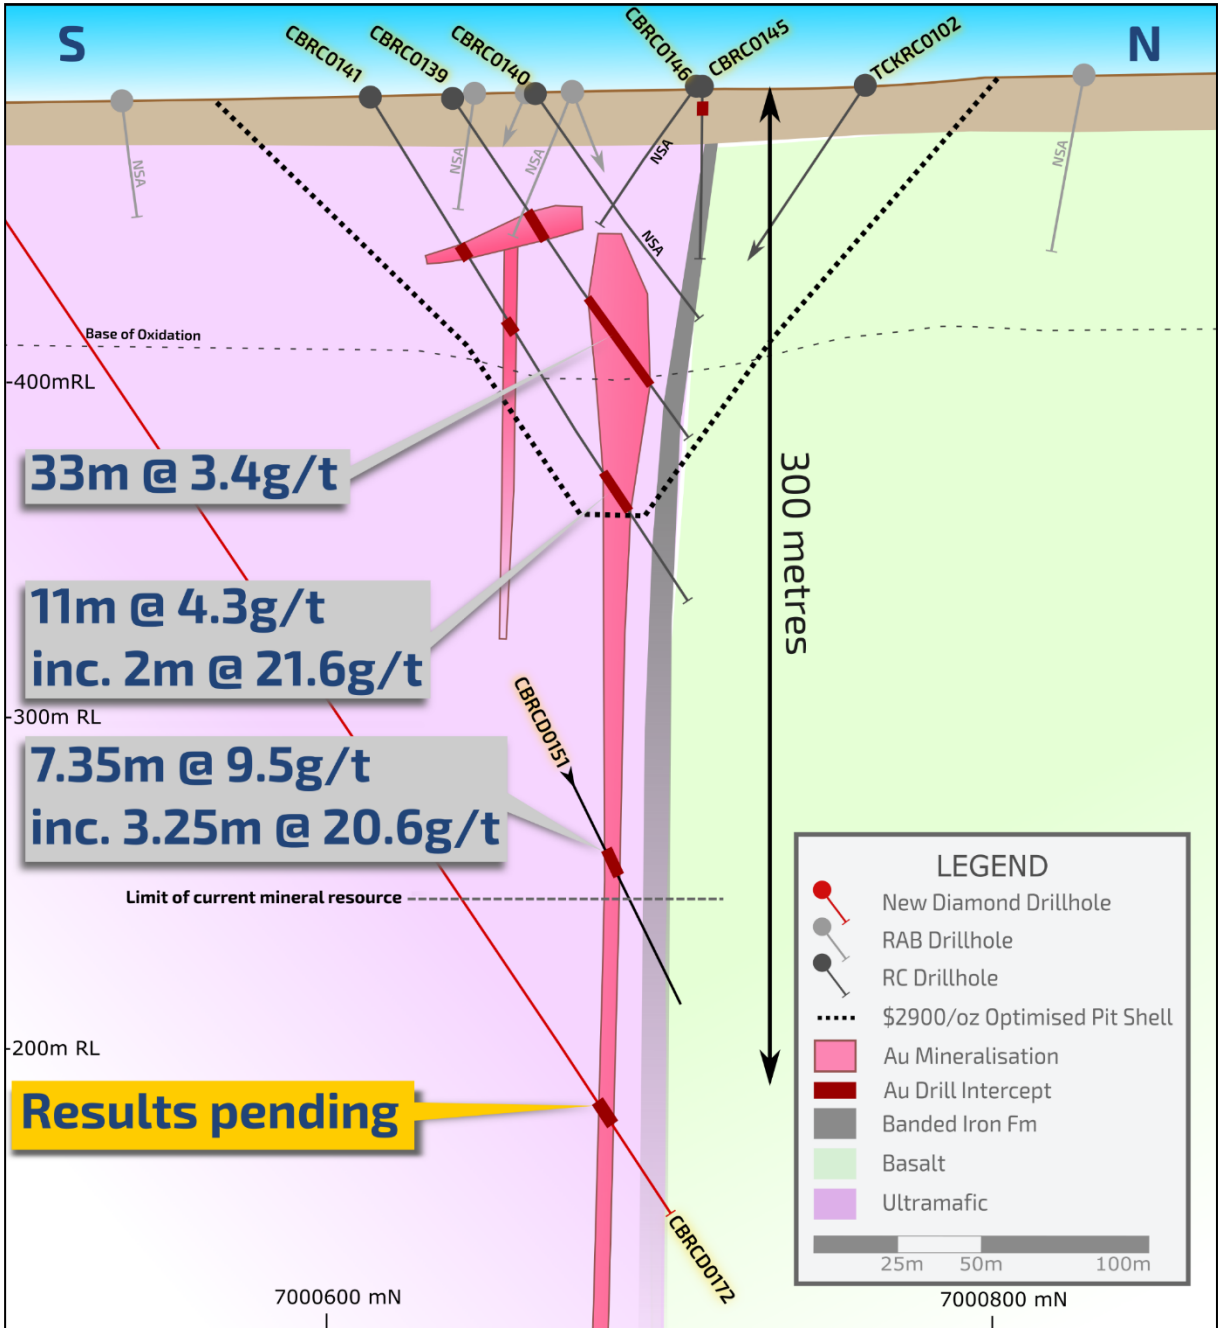 S
N
CBRC0141
CBRC0139
CBRC0140
CBRC0146
CBRC0145
TCKRC0102
NSA
NSA
NSA
NSA
NSA
NSA
Base of Oxidation
400mRL
33m @ 3.4g/t
300 metres
11m @ 4.3g/t
inc. 2m @ 21.6g/t
300m RL
CBRCD0151
7.35m @ 9.5g/t
inc. 3.25m @ 20.6g/t
Limit of current mineral resource
200m RL
Results pending
CBRCD0172
LEGEND
New Diamond Drillhole
RAB Drillhole
RC Drillhole
$2900/oz Optimised Pit Shell
Au Mineralisation
Au Drill Intercept
Banded Iron Fm
Basalt
Ultramafic
25m 50m 100m
7000600 mN
7000800 mN